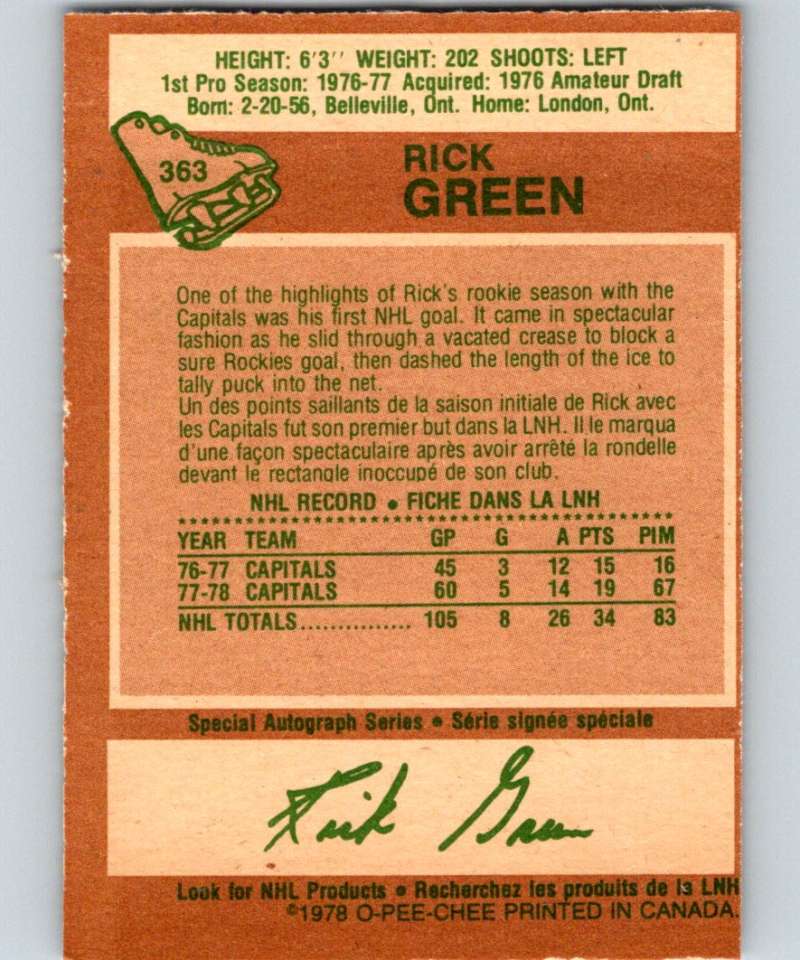 HEIGHT: 6'3'' WEIGHT: 202 SHOOTS: LEFT
1st Pro Season: 1976-77 Acquired: 1976 Amateur Draft
Born: 2-20-56, Belleville, Ont. Home: London, Ont.
363
RICK
GREEN
One of the highlights of Rick's rookie season with the
Capitals was his first NHL goal. It came in spectacular
fashion as he slid through a vacated crease to block a
sure Rockies goal, then dashed the length of the ice to
tally puck into the net.
Un des points saillants de la saison initiale de Rick avec
les Capitals fut son premier but dans la LNH. Il le marqua
d'une façon spectaculaire après avoir arrêté la rondelle
devant le rectangle inoccupé de son club.
NHL RECORD • FICHE DANS LA LNH
YEAR TEAM GP G A PTS PIM
76-77 CAPITALS 45 3 12 15 16
77-78 CAPITALS 60 5 14 19 67
NHL TOTALS............... 105 8 26 34 83
Special Autograph Series • Série signée spéciale
Rick Green
Look for NHL Products • Recherchez les produits de la LNH
©1978 O-PEE-CHEE PRINTED IN CANADA.